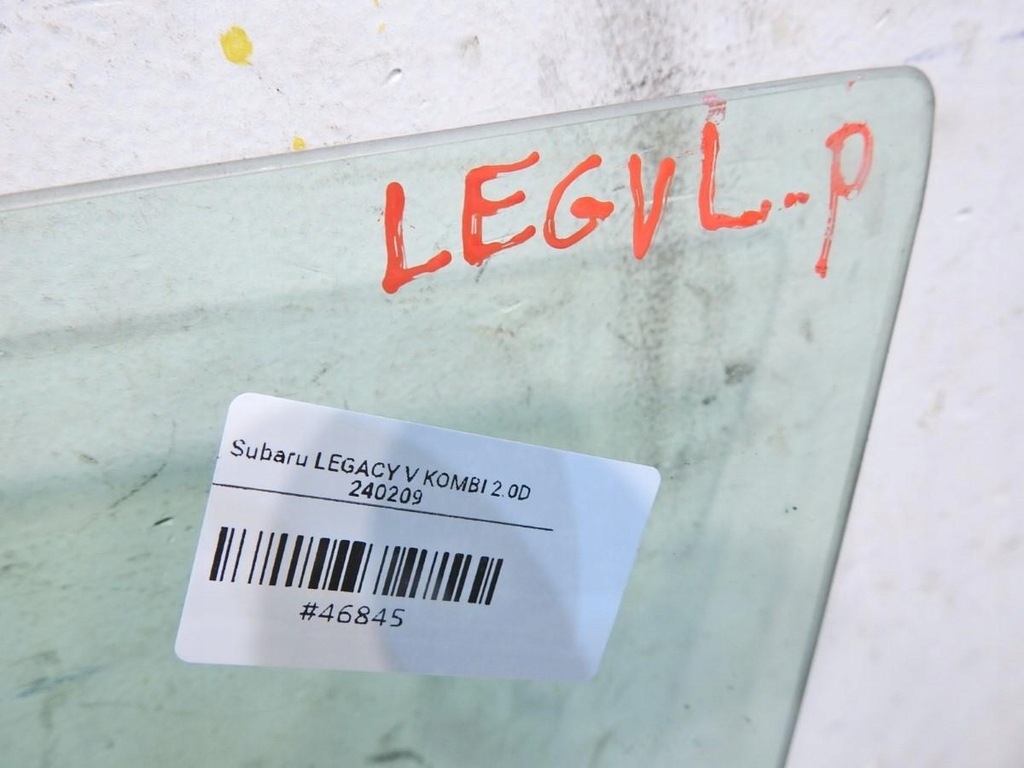 LEGVL-P
Subaru LEGACY V KOMBI 2.0D
240209
#46845